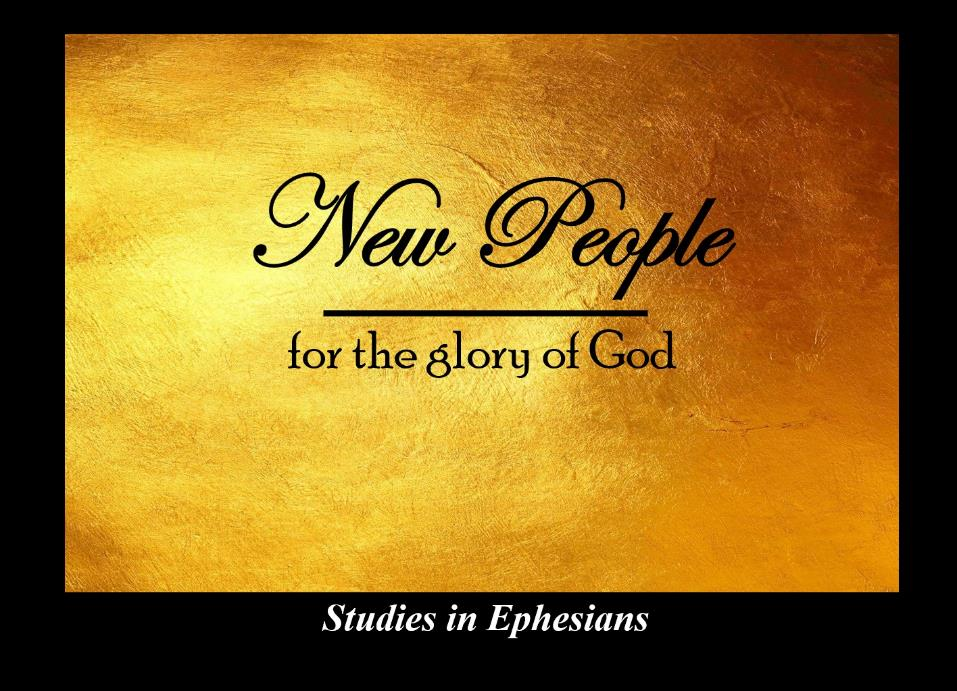 New People
for the glory of God
Studies in Ephesians